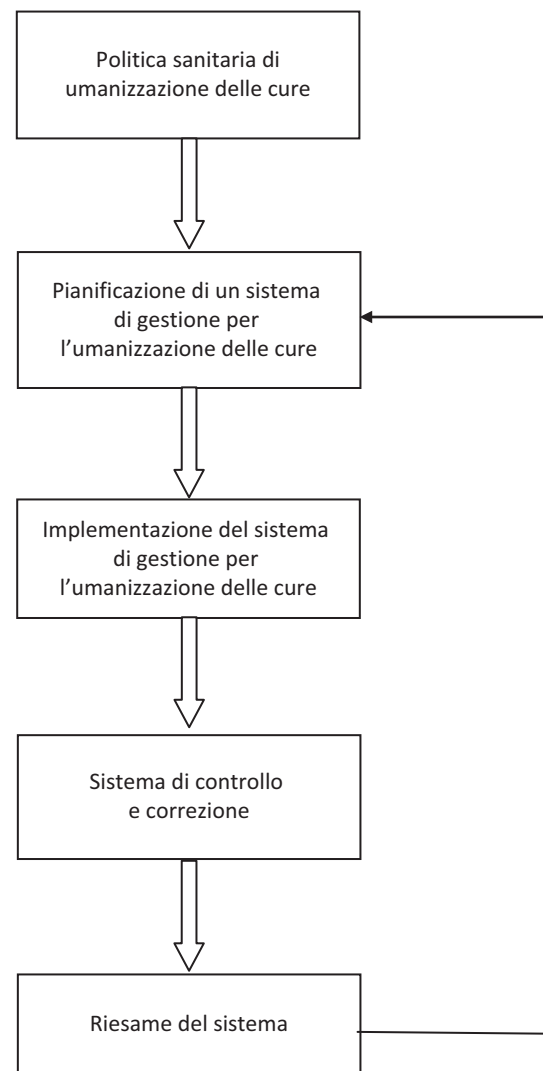 Politica sanitaria di
umanizzazione delle cure
Pianificazione di un sistema
di gestione per
l’umanizzazione delle cure
Implementazione del sistema
di gestione per
l’umanizzazione delle cure
Sistema di controllo
e correzione
Riesame del sistema